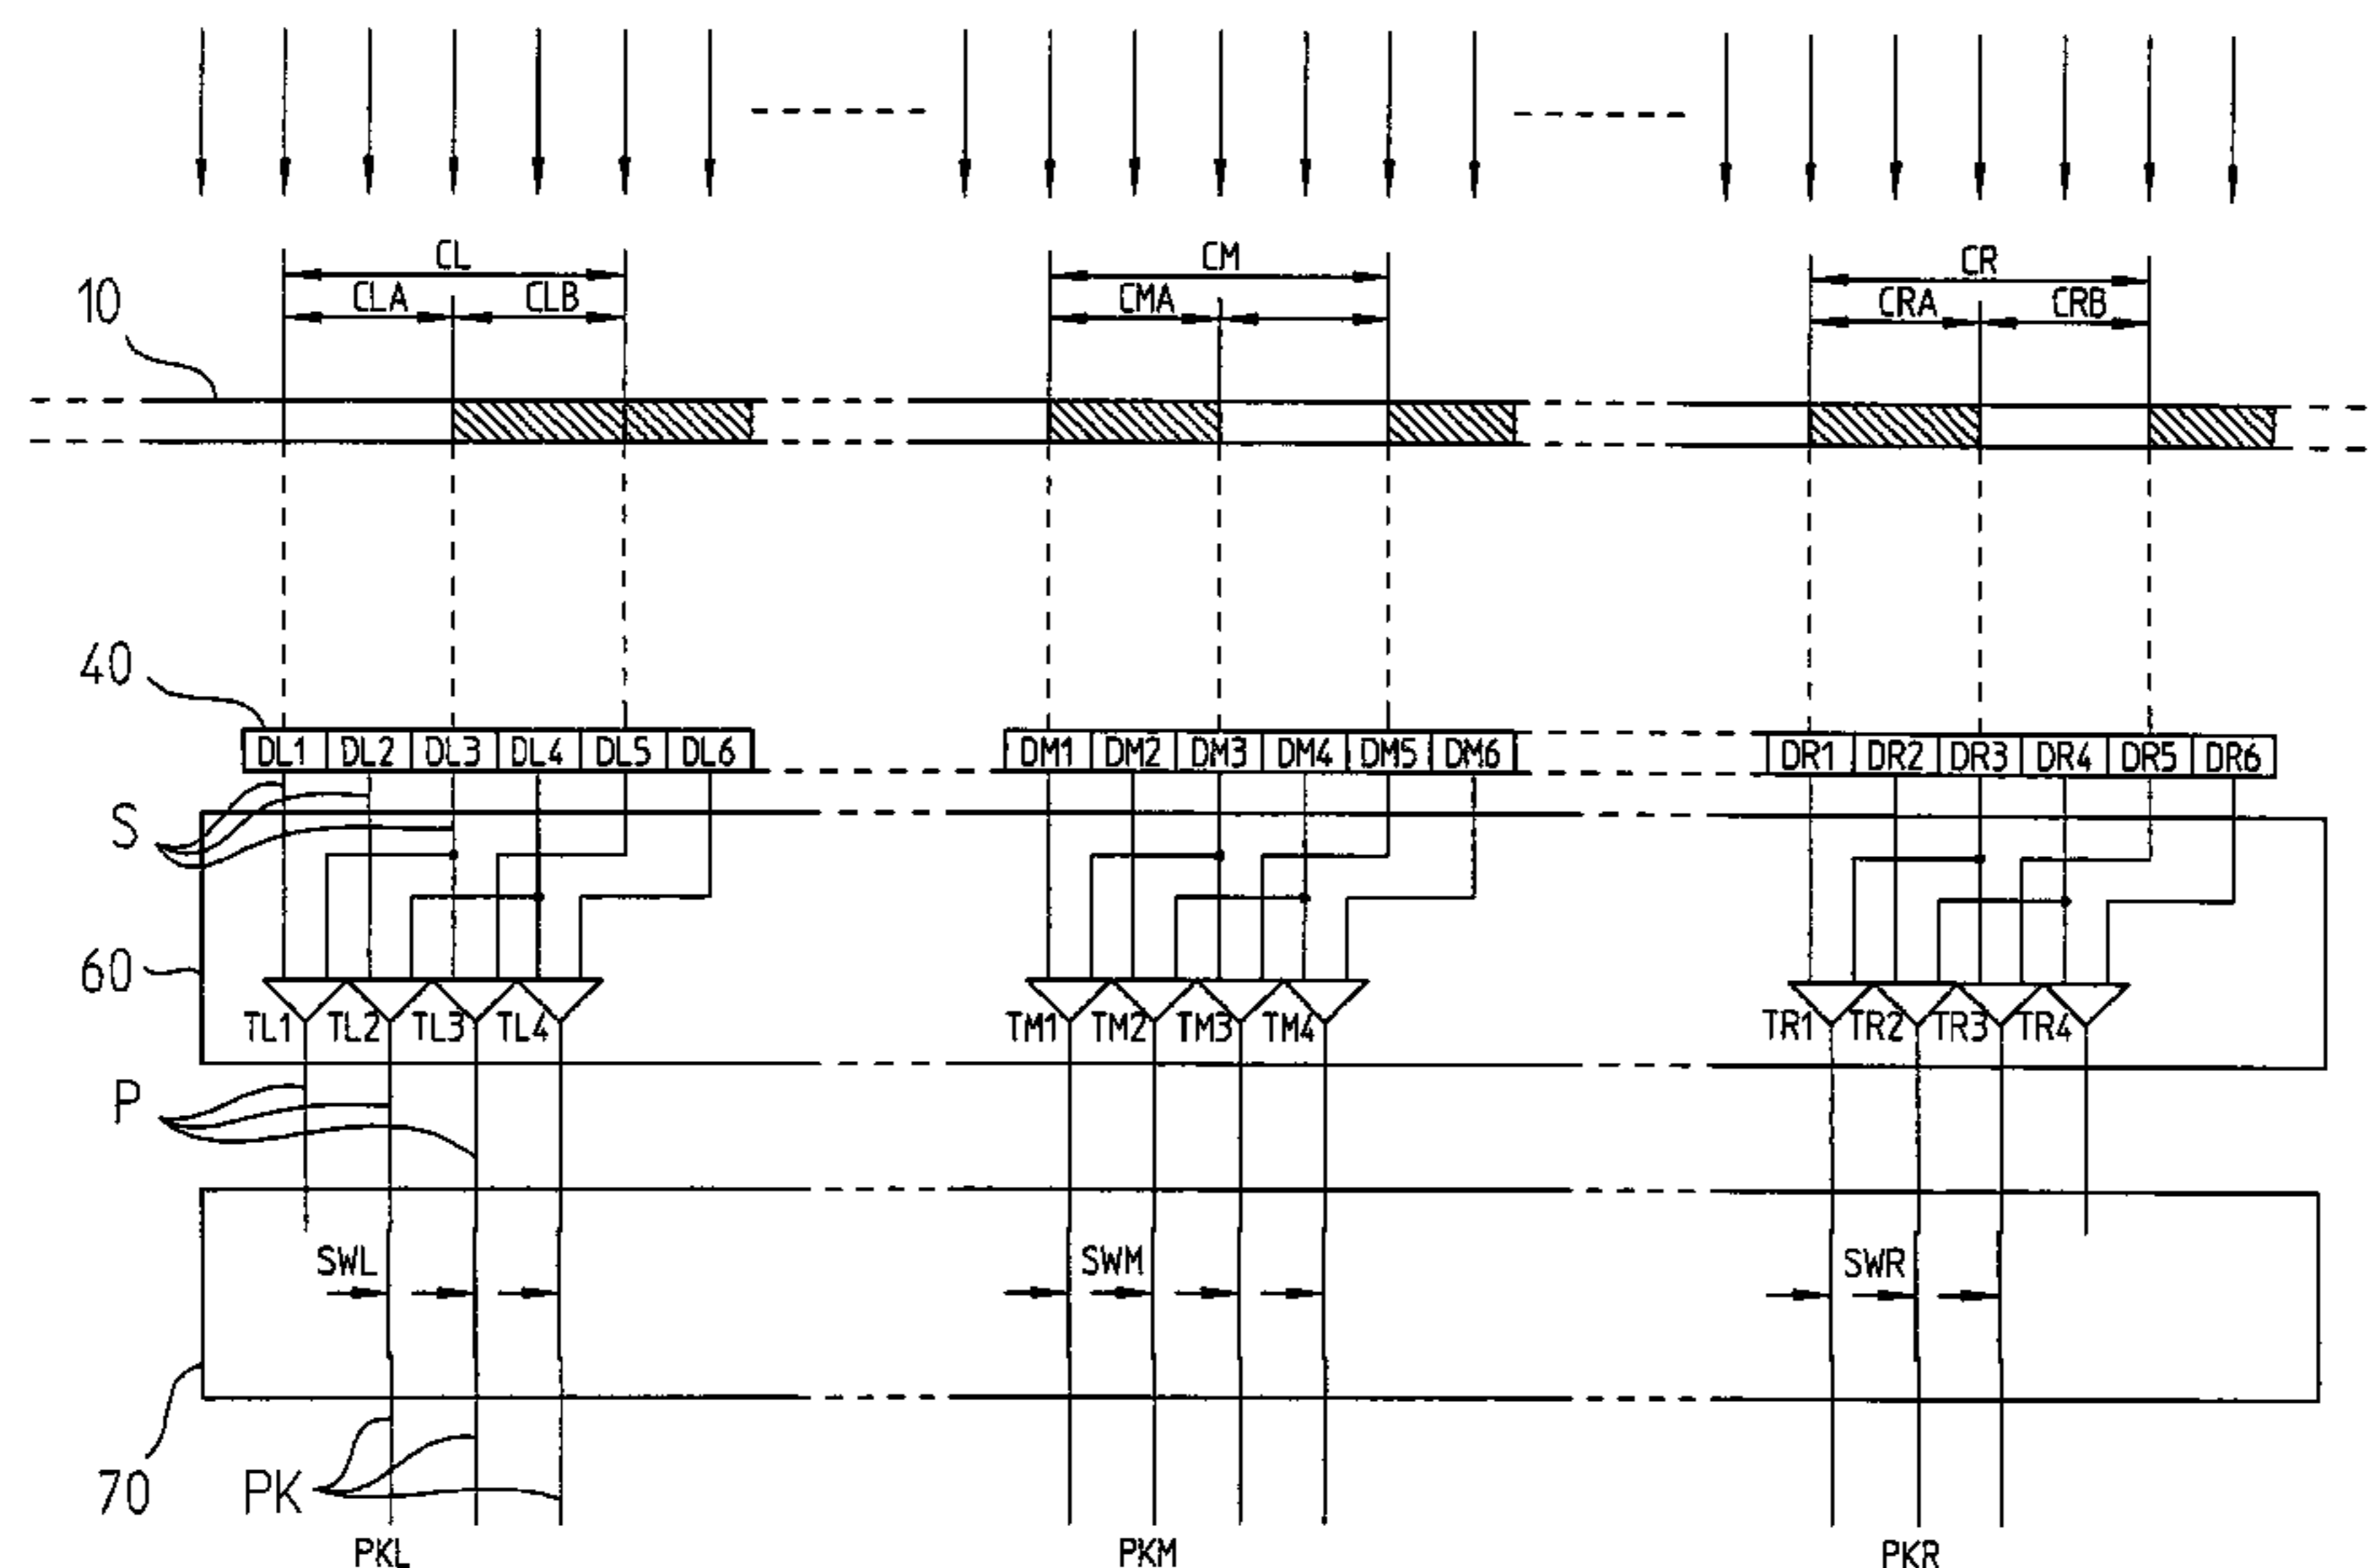 CL CM CR
10 CLA CLB CMA CRA CRB
40
DL1 DL2 DL3 DL4 DL5 DL6 DM1 DM2 DM3 DM4 DM5 DM6 DR1 DR2 DR3 DR4 DR5 DR6
S
60
TL1 TL2 TL3 TL4 TM1 TM2 TM3 TM4 TR1 TR2 TR3 TR4
P
SWL SWM SWR
70 PK
PKL PKM PKR